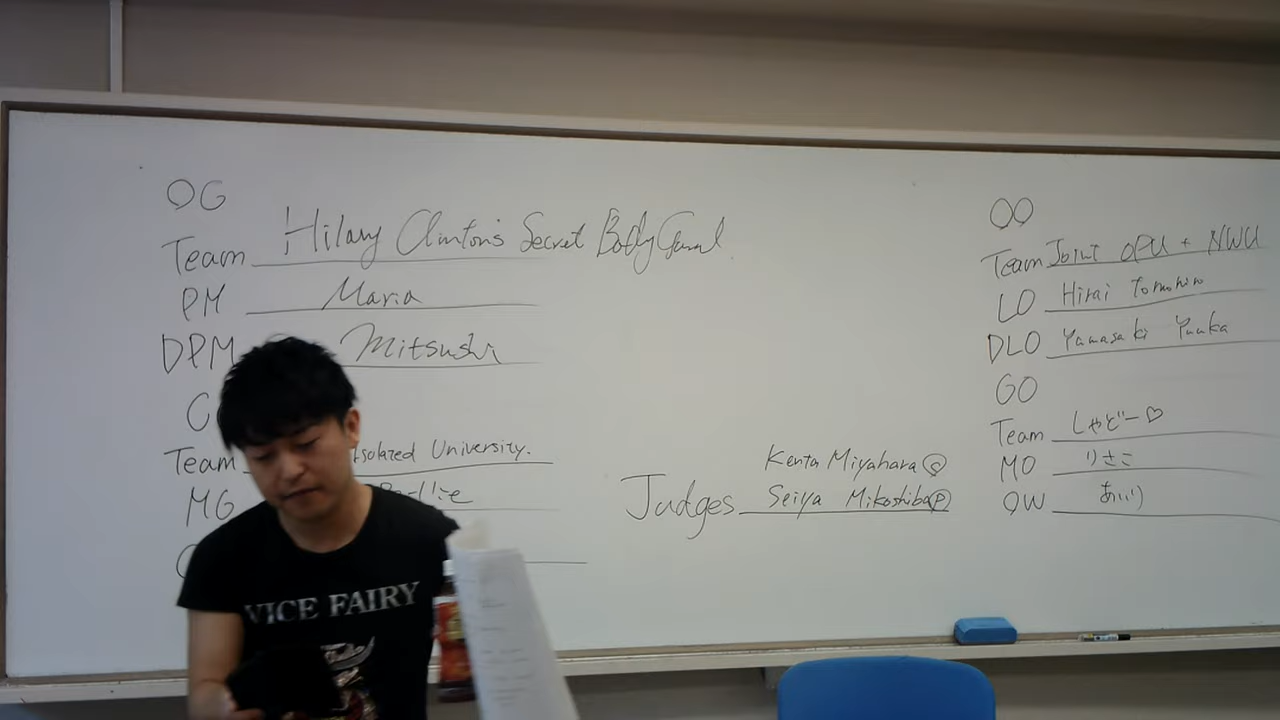 OG
Team Hilary Clinton's Secret BodyGuard
PM Maria
DPM Mitsushi
Team Isolated University.
MG
Judges Kenta Miyahara Ⓒ
Seiya Mikoshiba Ⓟ
OO
Team Joint OPU + NWU
LO Hirai Tomohiro
DLO Yamasaki Yuuka
GO
Team しゃどー♡
MO りさこ
OW あいり
VICE FAIRY